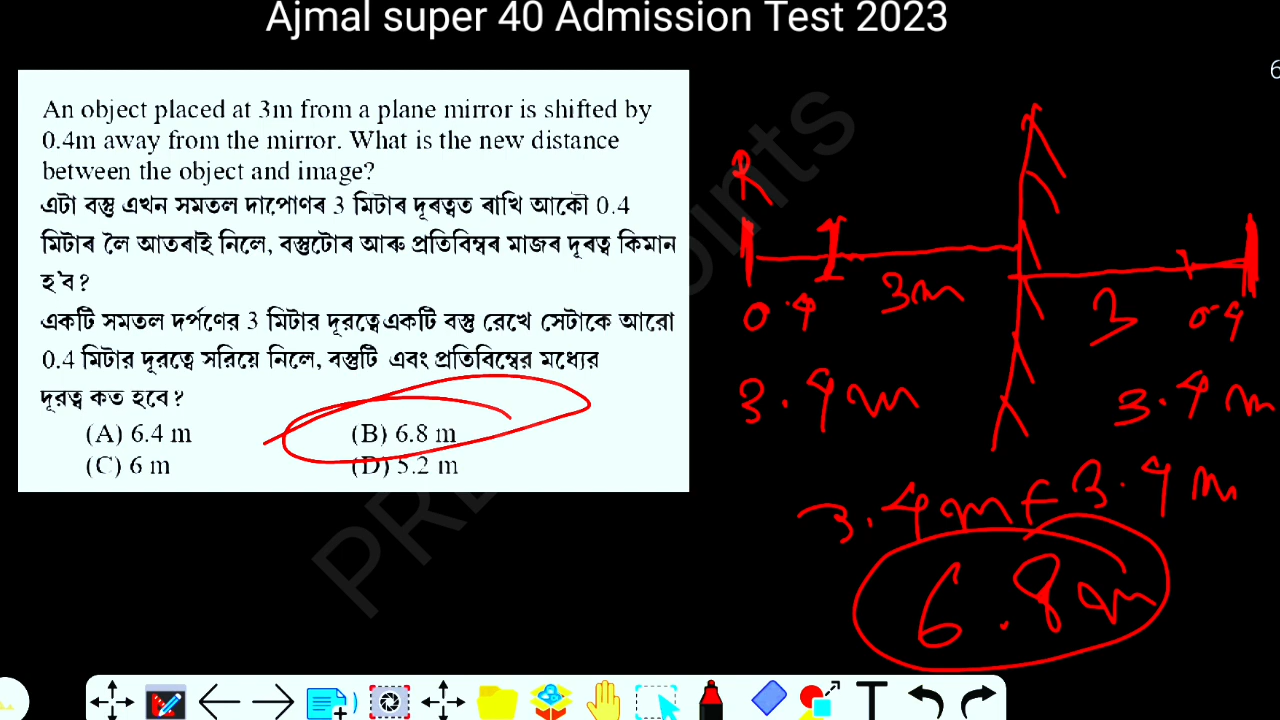 Ajmal super 40 Admission Test 2023
6
An object placed at 3m from a plane mirror is shifted by
0.4m away from the mirror. What is the new distance
between the object and image?
এটা বস্তু এখন সমতল দাপোণৰ 3 মিটাৰ দূৰত্বত ৰাখি আকৌ 0.4
মিটাৰ লৈ আতৰাই নিলে, বস্তুটোৰ আৰু প্ৰতিবিম্বৰ মাজৰ দূৰত্ব কিমান
হ'ব?
একটি সমতল দর্পণের 3 মিটার দূরত্বে একটি বস্তু রেখে সেটাকে আরো
0.4 মিটার দূরত্বে সরিয়ে নিলে, বস্তুটি এবং প্রতিবিম্বের মধ্যের
দূরত্ব কত হবে?
(A) 6.4 m (B) 6.8 m
(C) 6 m (D) 5.2 m
0.4 3m 3 0.4
3.4m 3.4m
3.4m + 3.4m
6.8m
T